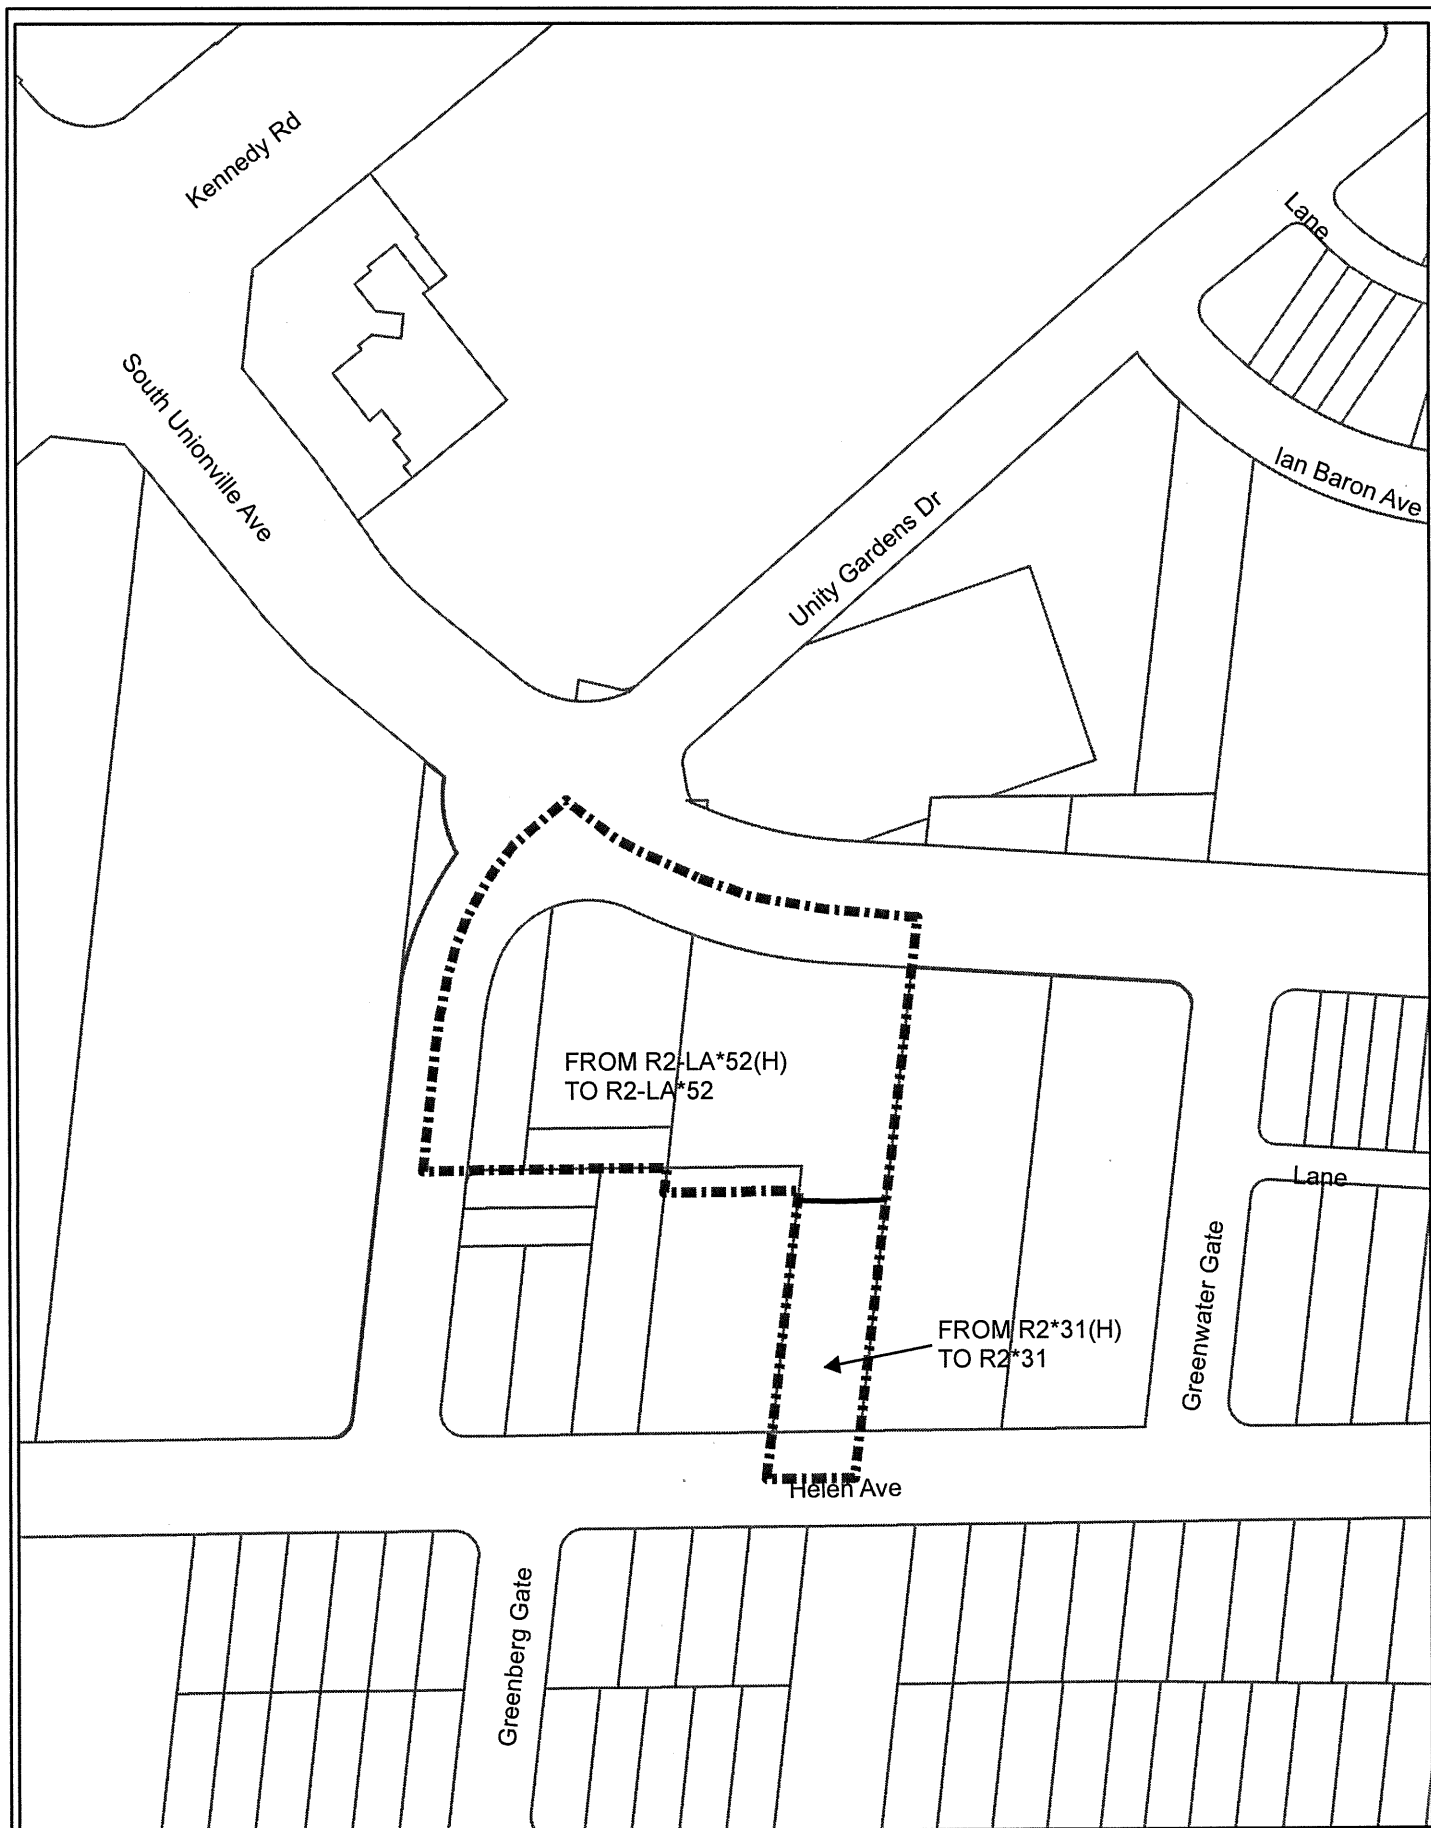 Kennedy Rd
Lane
South Unionville Ave
Ian Baron Ave
Unity Gardens Dr
FROM R2-LA*52(H)
TO R2-LA*52
Lane
Greenwater Gate
FROM R2*31(H)
TO R2*31
Helen Ave
Greenberg Gate